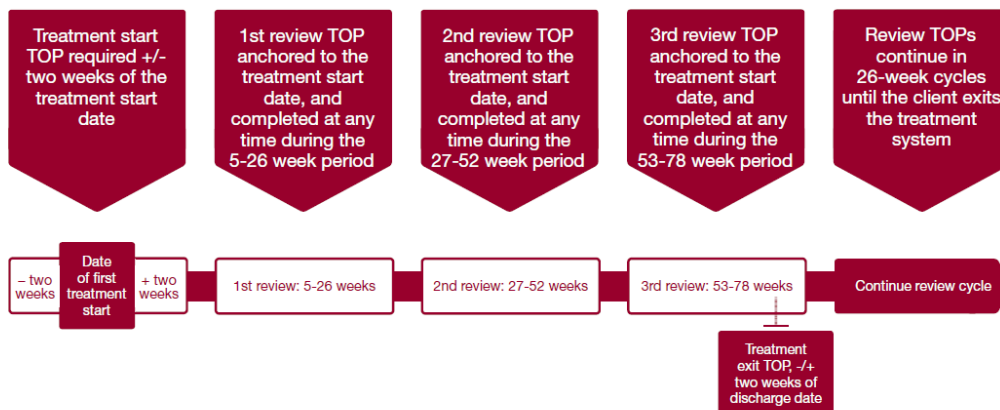 Treatment start
TOP required +/-
two weeks of the
treatment start
date
1st review TOP
anchored to the
treatment start
date, and
completed at any
time during the
5-26 week period
2nd review TOP
anchored to the
treatment start
date, and
completed at any
time during the
27-52 week period
3rd review TOP
anchored to the
treatment start
date, and
completed at any
time during the
53-78 week period
Review TOPs
continue in
26-week cycles
until the client exits
the treatment
system
– two
weeks
Date
of first
treatment
start
+ two
weeks
1st review: 5-26 weeks
2nd review: 27-52 weeks
3rd review: 53-78 weeks
Continue review cycle
Treatment
exit TOP, -/+
two weeks of
discharge date